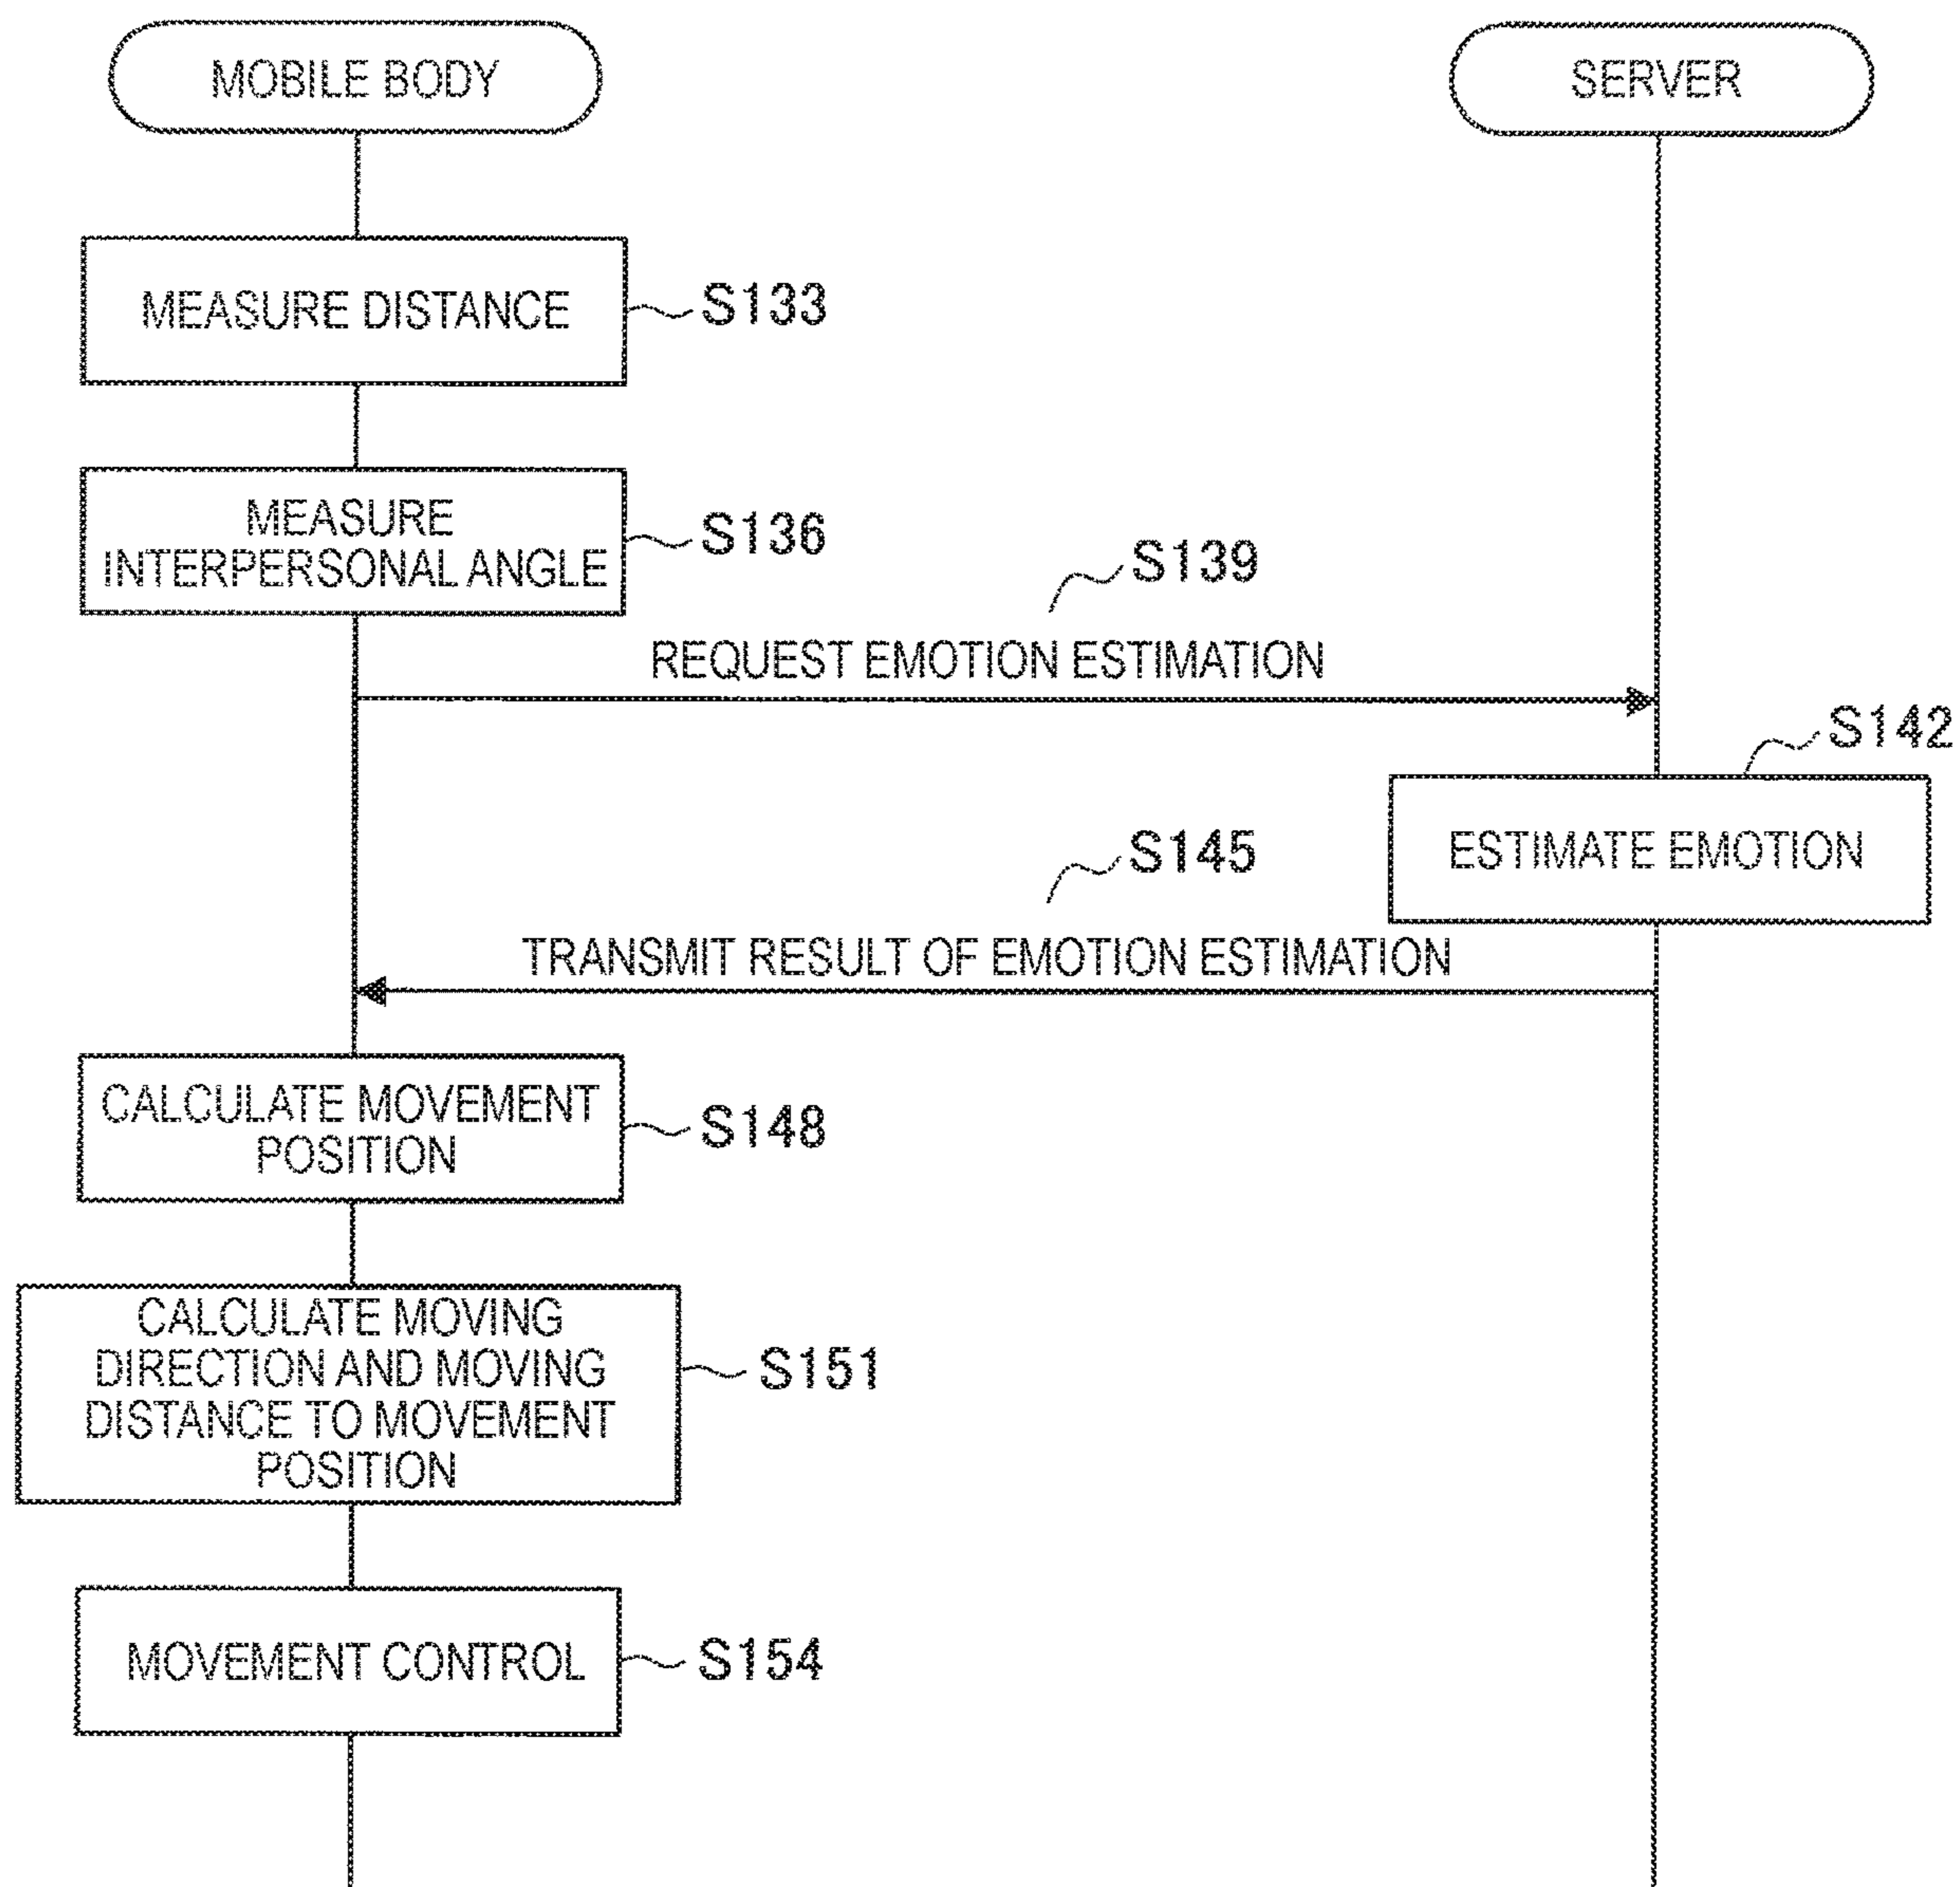 MOBILE BODY
SERVER
MEASURE DISTANCE
S133
MEASURE
INTERPERSONAL ANGLE
S136
S139
REQUEST EMOTION ESTIMATION
S142
ESTIMATE EMOTION
S145
TRANSMIT RESULT OF EMOTION ESTIMATION
CALCULATE MOVEMENT
POSITION
S148
CALCULATE MOVING
DIRECTION AND MOVING
DISTANCE TO MOVEMENT
POSITION
S151
MOVEMENT CONTROL
S154